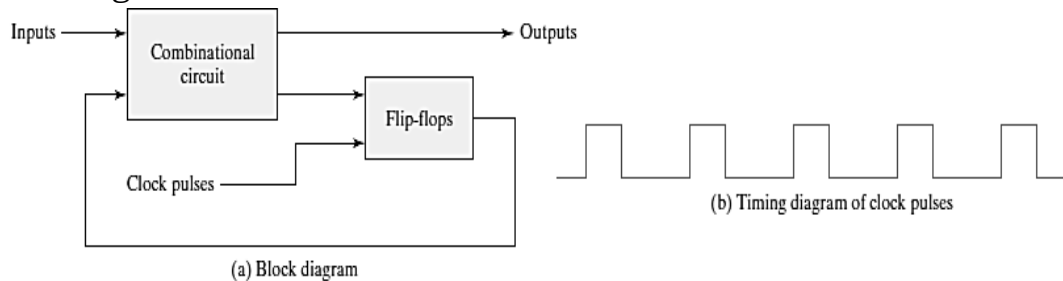 Inputs
Outputs
Combinational
circuit
Flip-flops
Clock pulses
(b) Timing diagram of clock pulses
(a) Block diagram